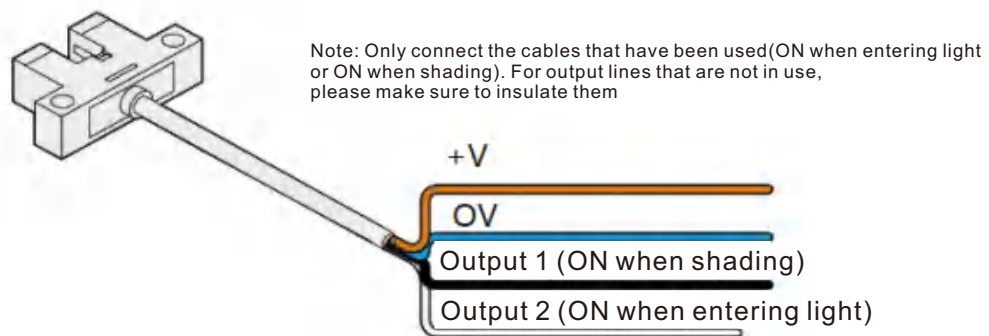 Note: Only connect the cables that have been used(ON when entering light
or ON when shading). For output lines that are not in use,
please make sure to insulate them
+V
OV
Output 1 (ON when shading)
Output 2 (ON when entering light)